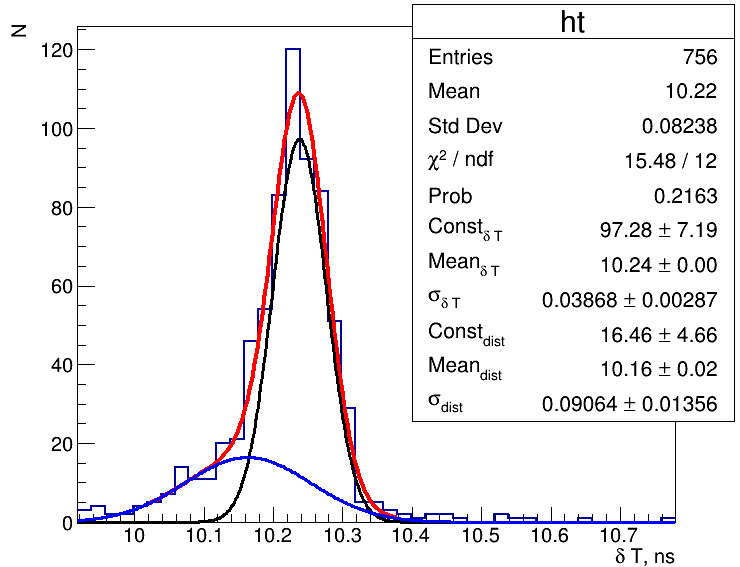 ht
Entries 756
Mean 10.22
Std Dev 0.08238
χ² / ndf 15.48 / 12
Prob 0.2163
Const_δT 97.28 ± 7.19
Mean_δT 10.24 ± 0.00
σ_δT 0.03868 ± 0.00287
Const_dist 16.46 ± 4.66
Mean_dist 10.16 ± 0.02
σ_dist 0.09064 ± 0.01356
N
120
100
80
60
40
20
0
10 10.1 10.2 10.3 10.4 10.5 10.6 10.7
δ T, ns